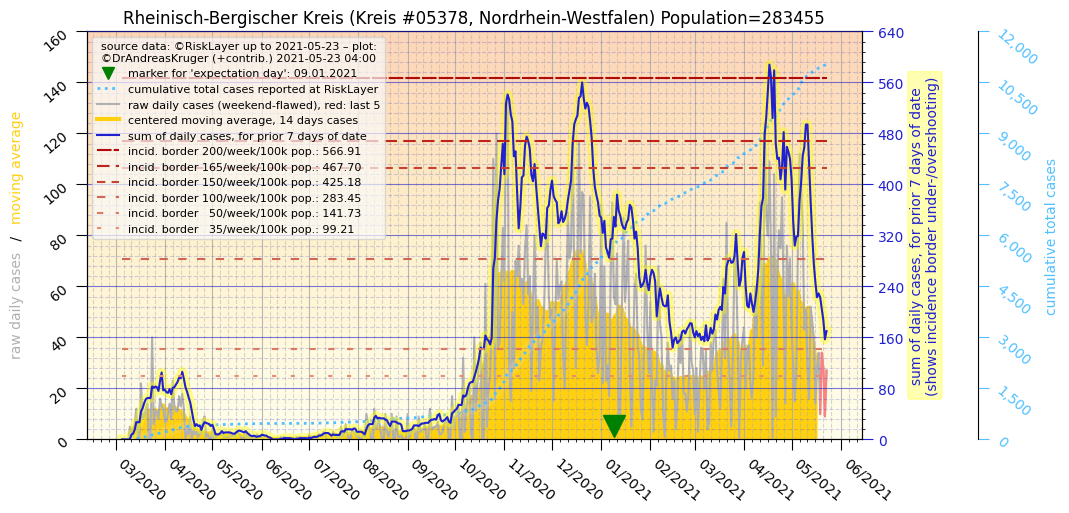 Rheinisch-Bergischer Kreis (Kreis #05378, Nordrhein-Westfalen) Population=283455
source data: ©RiskLayer up to 2021-05-23 – plot:
©DrAndreasKruger (+contrib.) 2021-05-23 04:00
marker for 'expectation day': 09.01.2021
cumulative total cases reported at RiskLayer
raw daily cases (weekend-flawed), red: last 5
centered moving average, 14 days cases
sum of daily cases, for prior 7 days of date
incid. border 200/week/100k pop.: 566.91
incid. border 165/week/100k pop.: 467.70
incid. border 150/week/100k pop.: 425.18
incid. border 100/week/100k pop.: 283.45
incid. border 50/week/100k pop.: 141.73
incid. border 35/week/100k pop.: 99.21
raw daily cases / moving average
160
140
120
100
80
60
40
20
0
03/2020
04/2020
05/2020
06/2020
07/2020
08/2020
09/2020
10/2020
11/2020
12/2020
01/2021
02/2021
03/2021
04/2021
05/2021
06/2021
640
560
480
400
320
240
160
80
0
sum of daily cases, for prior 7 days of date
(shows incidence border under-/overshooting)
12,000
10,500
9,000
7,500
6,000
4,500
3,000
1,500
0
cumulative total cases